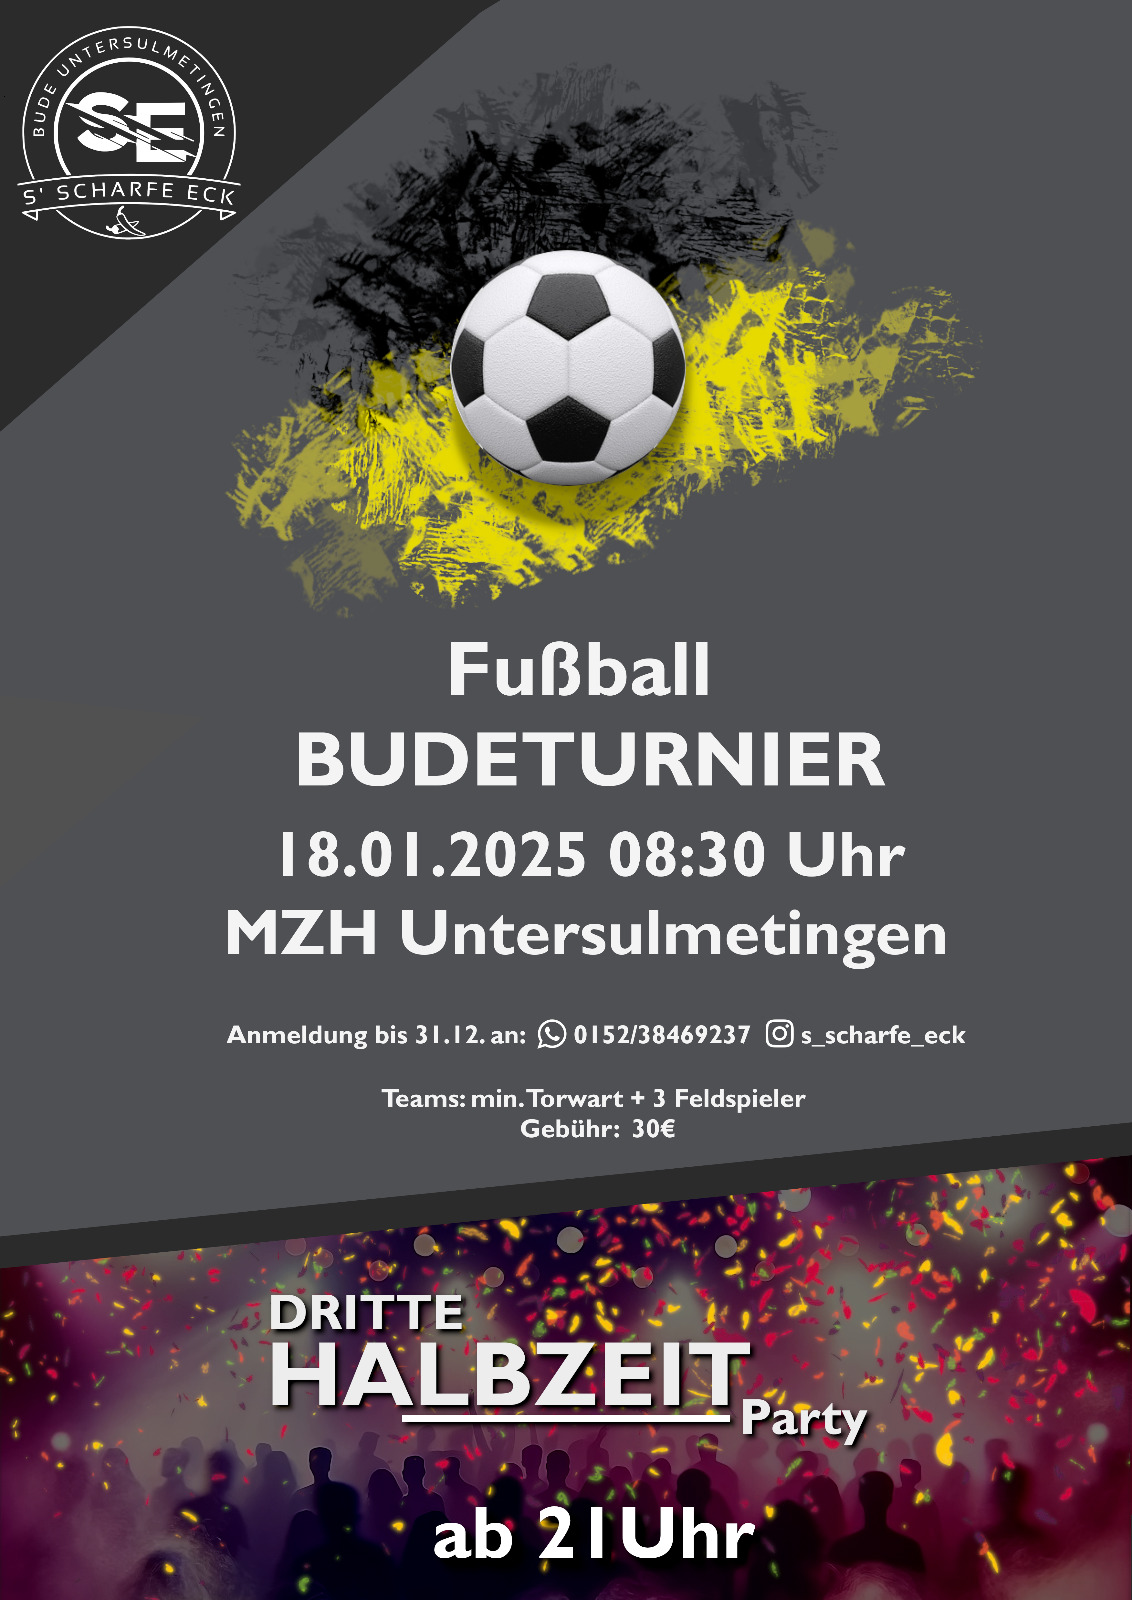 BUDE UNTERSULMETINGEN
SE
S' SCHARFE ECK
Fußball
BUDETURNIER
18.01.2025 08:30 Uhr
MZH Untersulmetingen
Anmeldung bis 31.12. an: 0152/38469237 s_scharfe_eck
Teams: min. Torwart + 3 Feldspieler
Gebühr: 30€
DRITTE
HALBZEIT
Party
ab 21Uhr